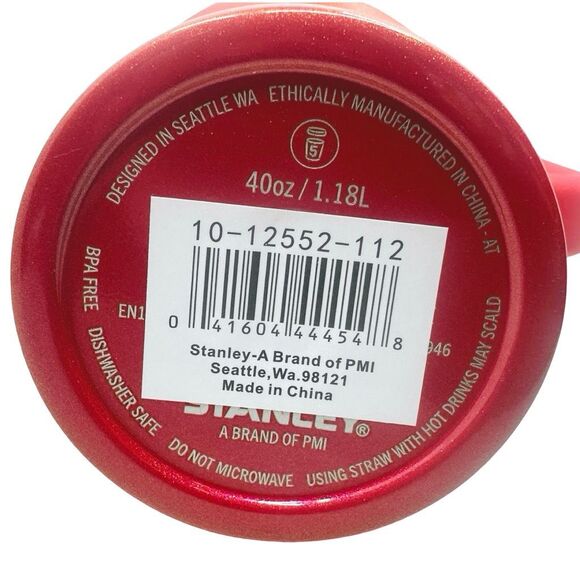 DESIGNED IN SEATTLE WA ETHICALLY MANUFACTURED IN CHINA - AT
5
40oz / 1.18L
10-12552-112
0 41604 44454 8
Stanley-A Brand of PMI
Seattle,Wa.98121
Made in China
EN1
946
STANLEY®
A BRAND OF PMI
BPA FREE DISHWASHER SAFE DO NOT MICROWAVE USING STRAW WITH HOT DRINKS MAY SCALD